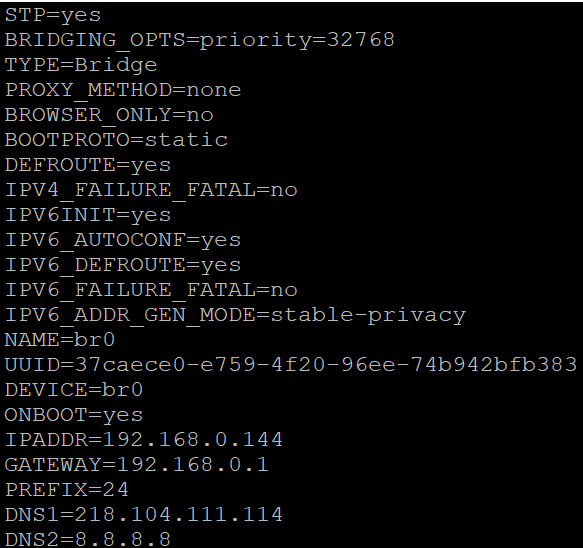 STP=yes
BRIDGING_OPTS=priority=32768
TYPE=Bridge
PROXY_METHOD=none
BROWSER_ONLY=no
BOOTPROTO=static
DEFROUTE=yes
IPV4_FAILURE_FATAL=no
IPV6INIT=yes
IPV6_AUTOCONF=yes
IPV6_DEFROUTE=yes
IPV6_FAILURE_FATAL=no
IPV6_ADDR_GEN_MODE=stable-privacy
NAME=br0
UUID=37caece0-e759-4f20-96ee-74b942bfb383
DEVICE=br0
ONBOOT=yes
IPADDR=192.168.0.144
GATEWAY=192.168.0.1
PREFIX=24
DNS1=218.104.111.114
DNS2=8.8.8.8